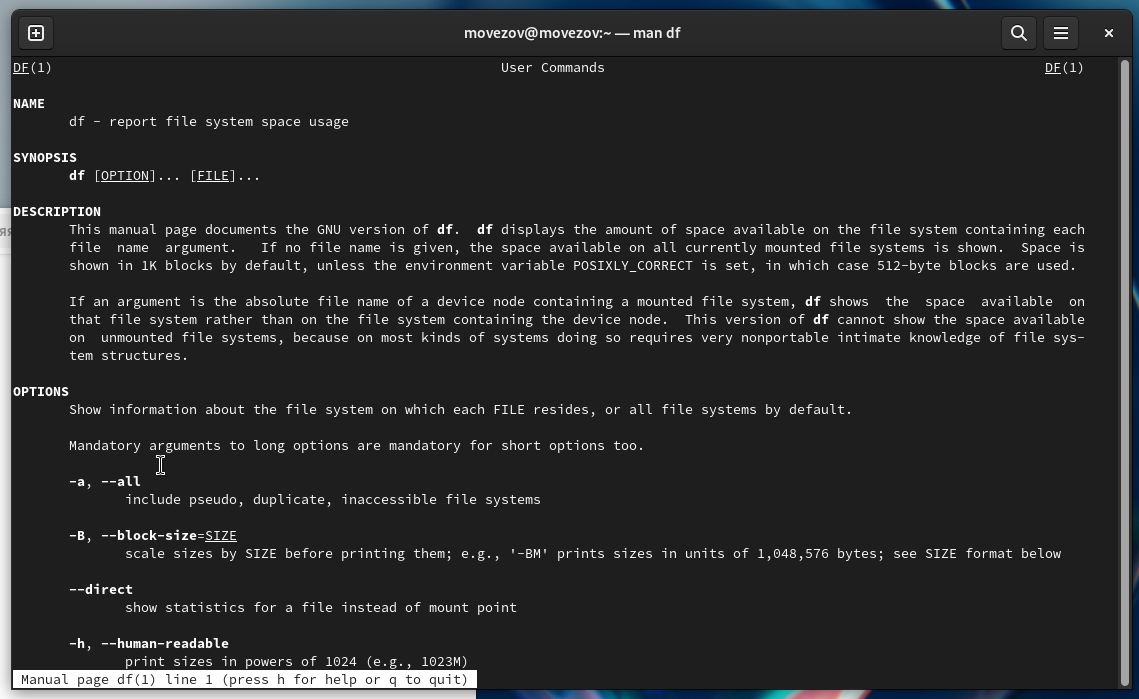 movezov@movezov:~ — man df
DF(1) User Commands DF(1)
NAME
df - report file system space usage
SYNOPSIS
df [OPTION]... [FILE]...
DESCRIPTION
This manual page documents the GNU version of df.  df displays the amount of space available on the file system containing each
file  name  argument.   If no file name is given, the space available on all currently mounted file systems is shown.  Space is
shown in 1K blocks by default, unless the environment variable POSIXLY_CORRECT is set, in which case 512-byte blocks are used.
If an argument is the absolute file name of a device node containing a mounted file system, df shows  the  space  available  on
that file system rather than on the file system containing the device node.  This version of df cannot show the space available
on  unmounted file systems, because on most kinds of systems doing so requires very nonportable intimate knowledge of file sys-
tem structures.
OPTIONS
Show information about the file system on which each FILE resides, or all file systems by default.
Mandatory arguments to long options are mandatory for short options too.
-a, --all
include pseudo, duplicate, inaccessible file systems
-B, --block-size=SIZE
scale sizes by SIZE before printing them; e.g., '-BM' prints sizes in units of 1,048,576 bytes; see SIZE format below
--direct
show statistics for a file instead of mount point
-h, --human-readable
print sizes in powers of 1024 (e.g., 1023M)
Manual page df(1) line 1 (press h for help or q to quit)